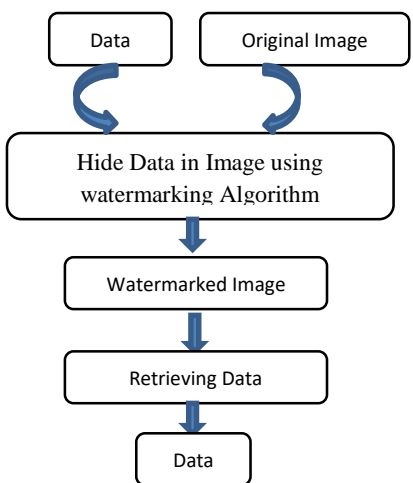 Data
Original Image
Hide Data in Image using
watermarking Algorithm
Watermarked Image
Retrieving Data
Data